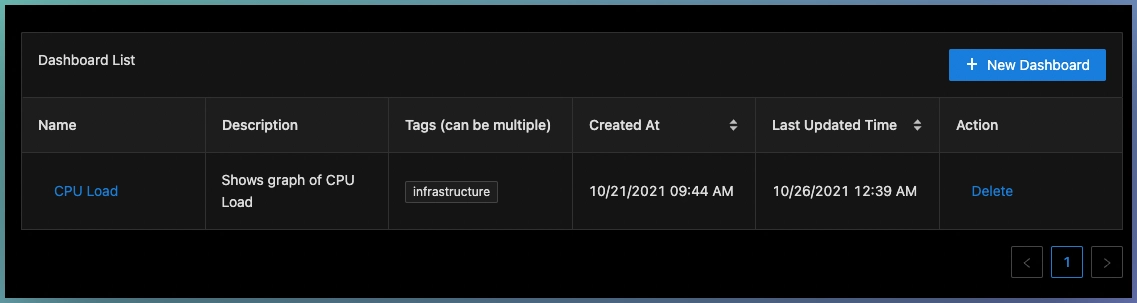 Dashboard List
+ New Dashboard
Name
Description
Tags (can be multiple)
Created At
Last Updated Time
Action
CPU Load
Shows graph of CPU
Load
infrastructure
10/21/2021 09:44 AM
10/26/2021 12:39 AM
Delete
< 1 >